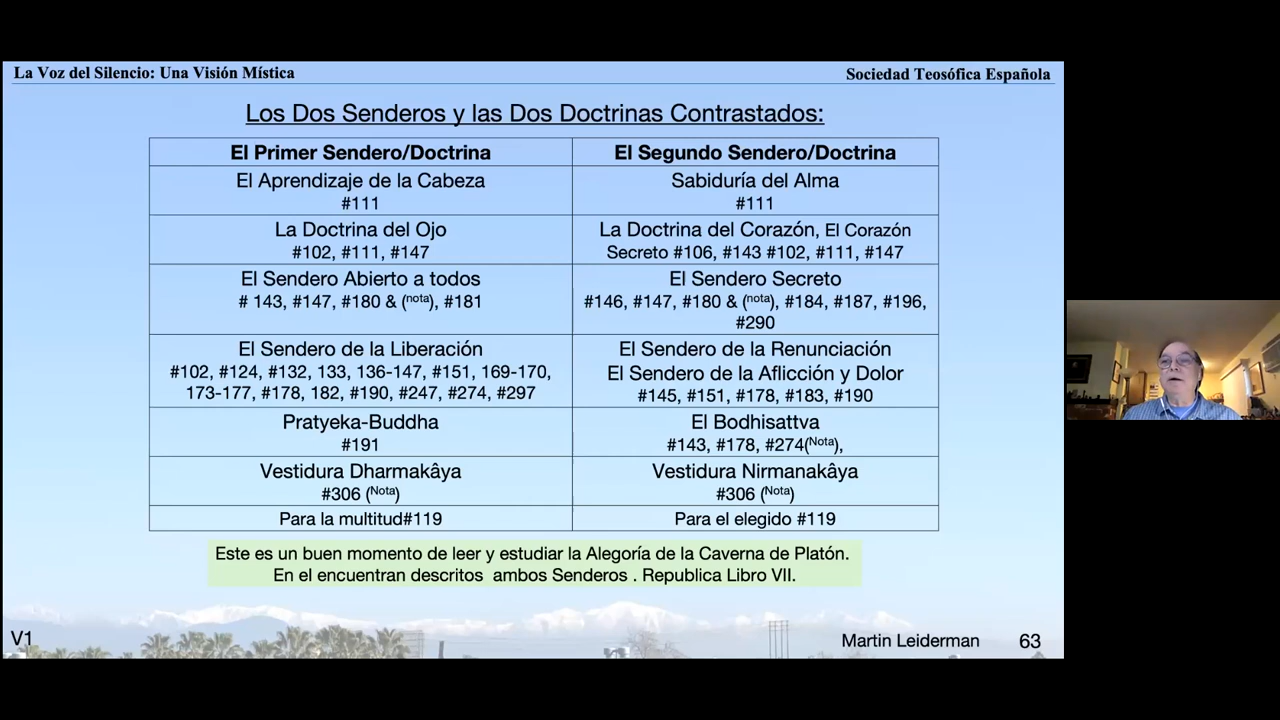 La Voz del Silencio: Una Visión Mística
Sociedad Teosófica Española
Los Dos Senderos y las Dos Doctrinas Contrastados:
El Primer Sendero/Doctrina
El Segundo Sendero/Doctrina
El Aprendizaje de la Cabeza
#111
Sabiduría del Alma
#111
La Doctrina del Ojo
#102, #111, #147
La Doctrina del Corazón, El Corazón
Secreto #106, #143 #102, #111, #147
El Sendero Abierto a todos
# 143, #147, #180 & (nota), #181
El Sendero Secreto
#146, #147, #180 & (nota), #184, #187, #196,
#290
El Sendero de la Liberación
#102, #124, #132, 133, 136-147, #151, 169-170,
173-177, #178, 182, #190, #247, #274, #297
El Sendero de la Renunciación
El Sendero de la Aflicción y Dolor
#145, #151, #178, #183, #190
Pratyeka-Buddha
#191
El Bodhisattva
#143, #178, #274(Nota),
Vestidura Dharmakâya
#306 (Nota)
Vestidura Nirmanakâya
#306 (Nota)
Para la multitud#119
Para el elegido #119
Este es un buen momento de leer y estudiar la Alegoría de la Caverna de Platón.
En el encuentran descritos ambos Senderos . Republica Libro VII.
V1
Martin Leiderman
63